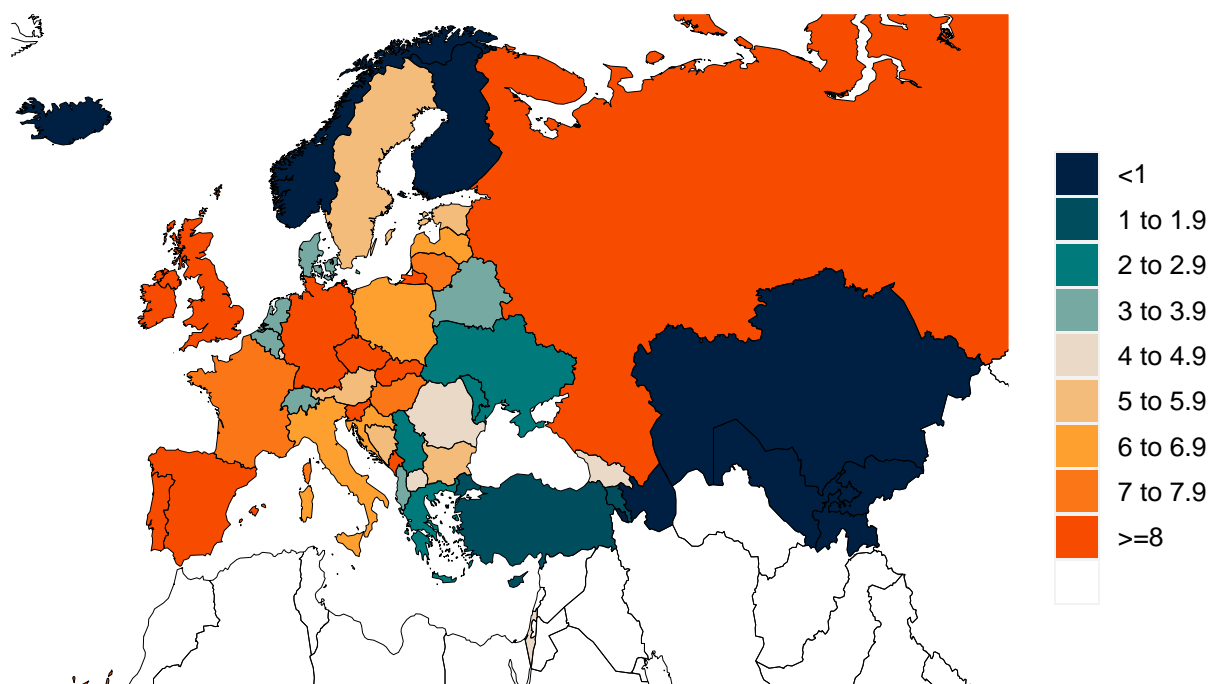 <1
1 to 1.9
2 to 2.9
3 to 3.9
4 to 4.9
5 to 5.9
6 to 6.9
7 to 7.9
>=8